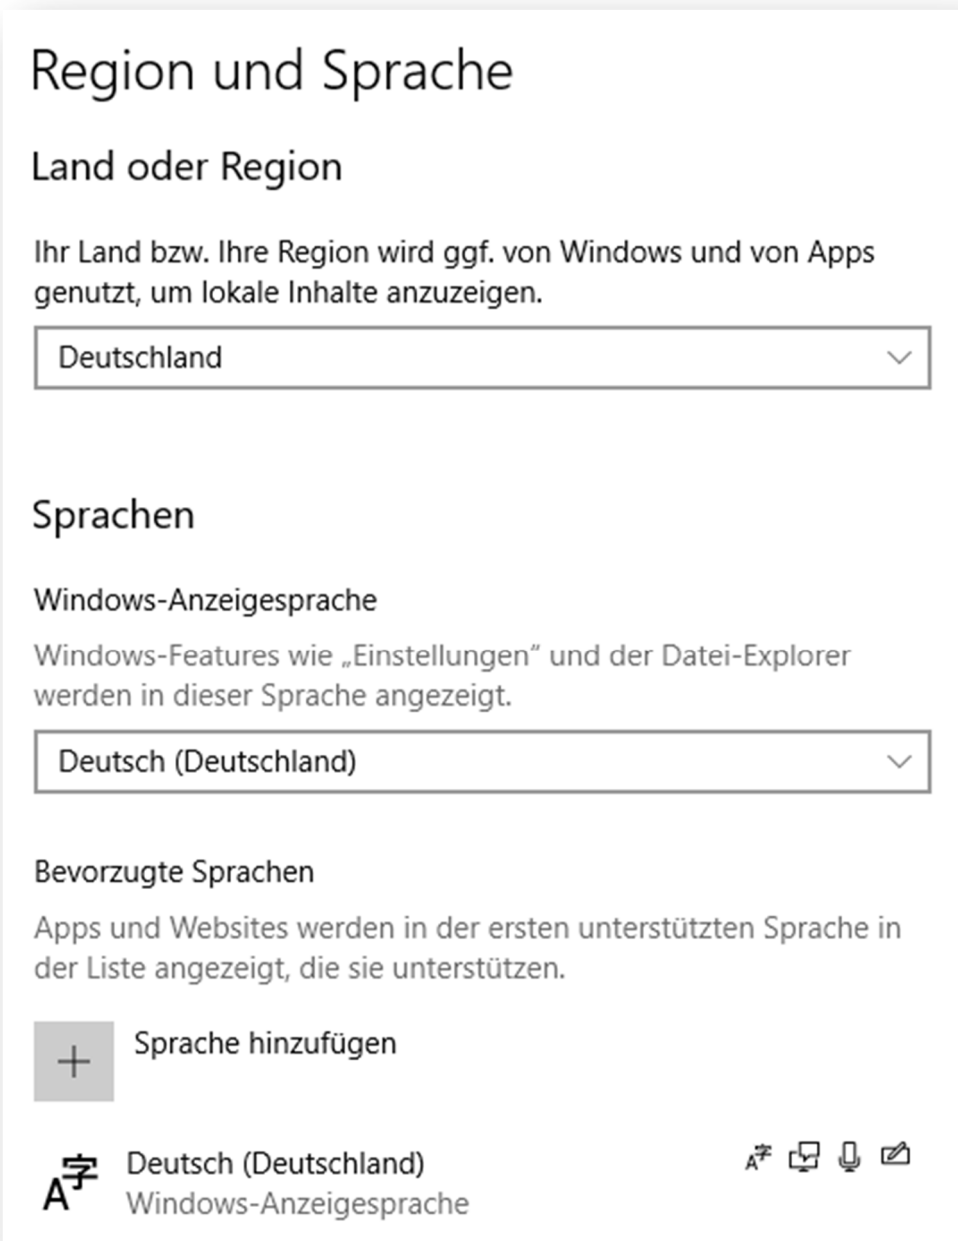 Region und Sprache
Land oder Region
Ihr Land bzw. Ihre Region wird ggf. von Windows und von Apps
genutzt, um lokale Inhalte anzuzeigen.
Deutschland
Sprachen
Windows-Anzeigesprache
Windows-Features wie „Einstellungen“ und der Datei-Explorer
werden in dieser Sprache angezeigt.
Deutsch (Deutschland)
Bevorzugte Sprachen
Apps und Websites werden in der ersten unterstützten Sprache in
der Liste angezeigt, die sie unterstützen.
Sprache hinzufügen
Deutsch (Deutschland)
Windows-Anzeigesprache